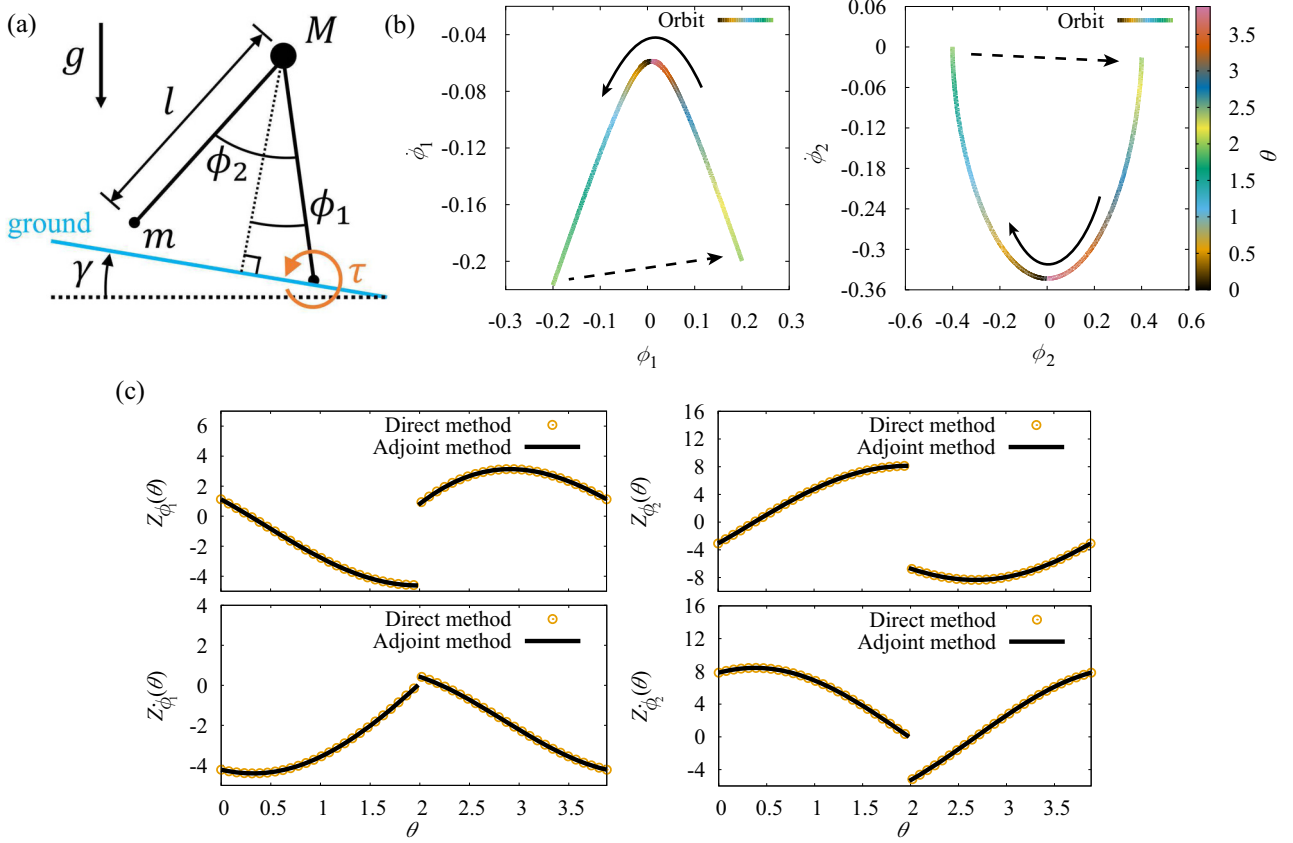 (a)
g
M
l
ϕ₂
ϕ₁
m
ground
γ
τ
(b)
Orbit
-0.04
-0.08
-0.12
-0.16
-0.2
ϕ̇₁
-0.3 -0.2 -0.1 0 0.1 0.2 0.3
ϕ₁
Orbit
0
-0.06
-0.12
-0.18
-0.24
-0.3
-0.36
ϕ̇₂
-0.6 -0.4 -0.2 0 0.2 0.4 0.6
ϕ₂
3.5
3
2.5
2
1.5
1
0.5
0
θ
(c)
Direct method
Adjoint method
6
4
2
0
-2
-4
Z_ϕ₁(θ)
Direct method
Adjoint method
16
12
8
4
0
-4
-8
Z_ϕ₂(θ)
Direct method
Adjoint method
4
2
0
-2
-4
Z_ϕ̇₁(θ)
0 0.5 1 1.5 2 2.5 3 3.5
θ
Direct method
Adjoint method
16
12
8
4
0
-4
Z_ϕ̇₂(θ)
0 0.5 1 1.5 2 2.5 3 3.5
θ